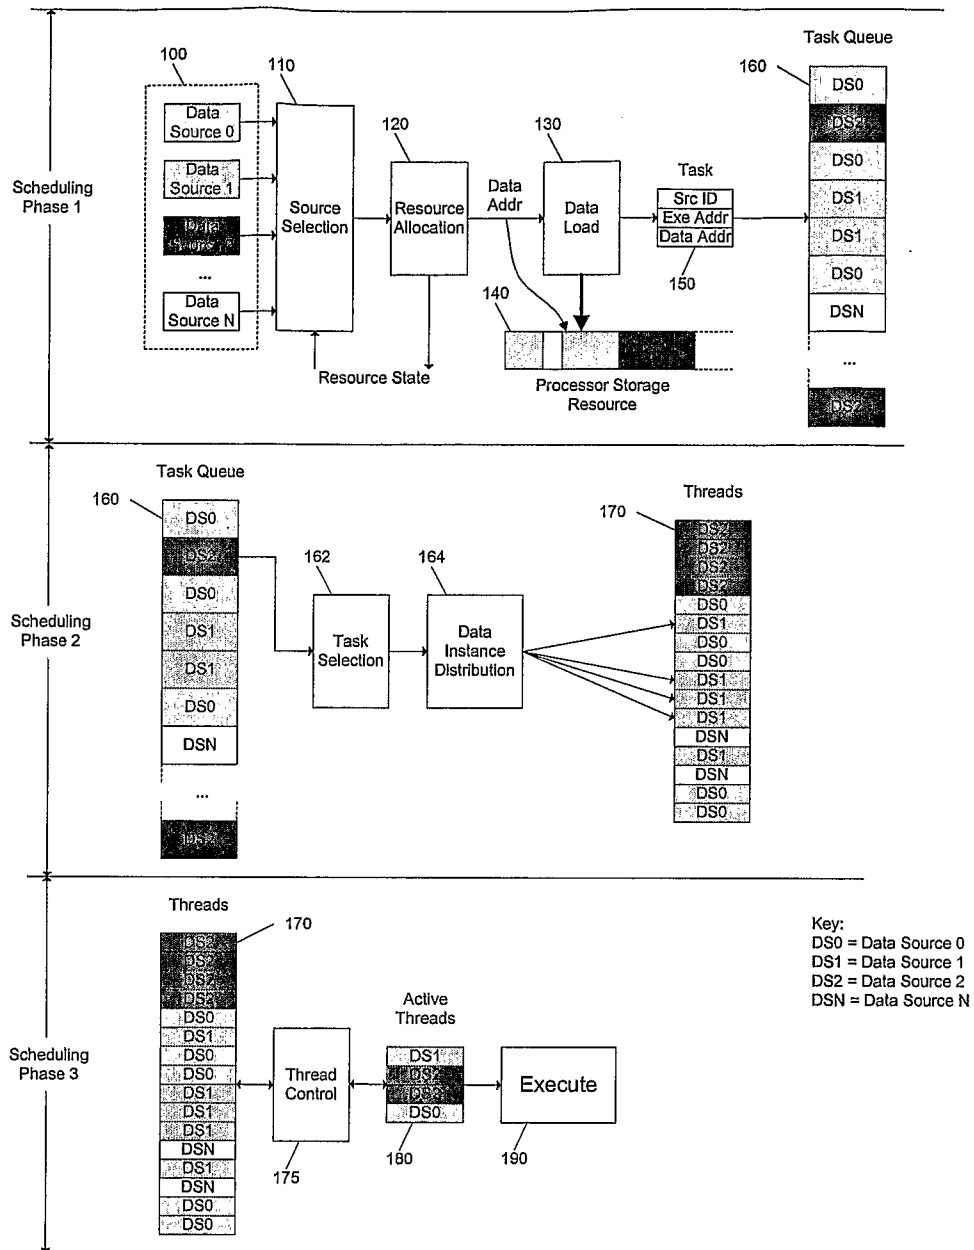 Scheduling
Phase 1
100
Data
Source 0
Data
Source 1
Data
...
Data
Source N
110
Source
Selection
Resource State
120
Resource
Allocation
Data
Addr
130
Data
Load
140
Processor Storage
Resource
Task
Src ID
Exe Addr
Data Addr
150
Task Queue
160
DS0
DS2
DS0
DS1
DS1
DS0
DSN
...
DS2
Scheduling
Phase 2
Task Queue
160
DS0
DS2
DS0
DS1
DS1
DS0
DSN
...
DS2
162
Task
Selection
164
Data
Instance
Distribution
Threads
170
DS2
DS2
DS2
DS2
DS0
DS1
DS0
DS0
DS1
DS1
DS1
DSN
DS1
DSN
DS0
DS0
Scheduling
Phase 3
Threads
170
DS2
DS2
DS2
DS2
DS0
DS1
DS0
DS0
DS1
DS1
DS1
DSN
DS1
DSN
DS0
DS0
Thread
Control
175
Active
Threads
DS1
DS2
DS0
180
Execute
190
Key:
DS0 = Data Source 0
DS1 = Data Source 1
DS2 = Data Source 2
DSN = Data Source N